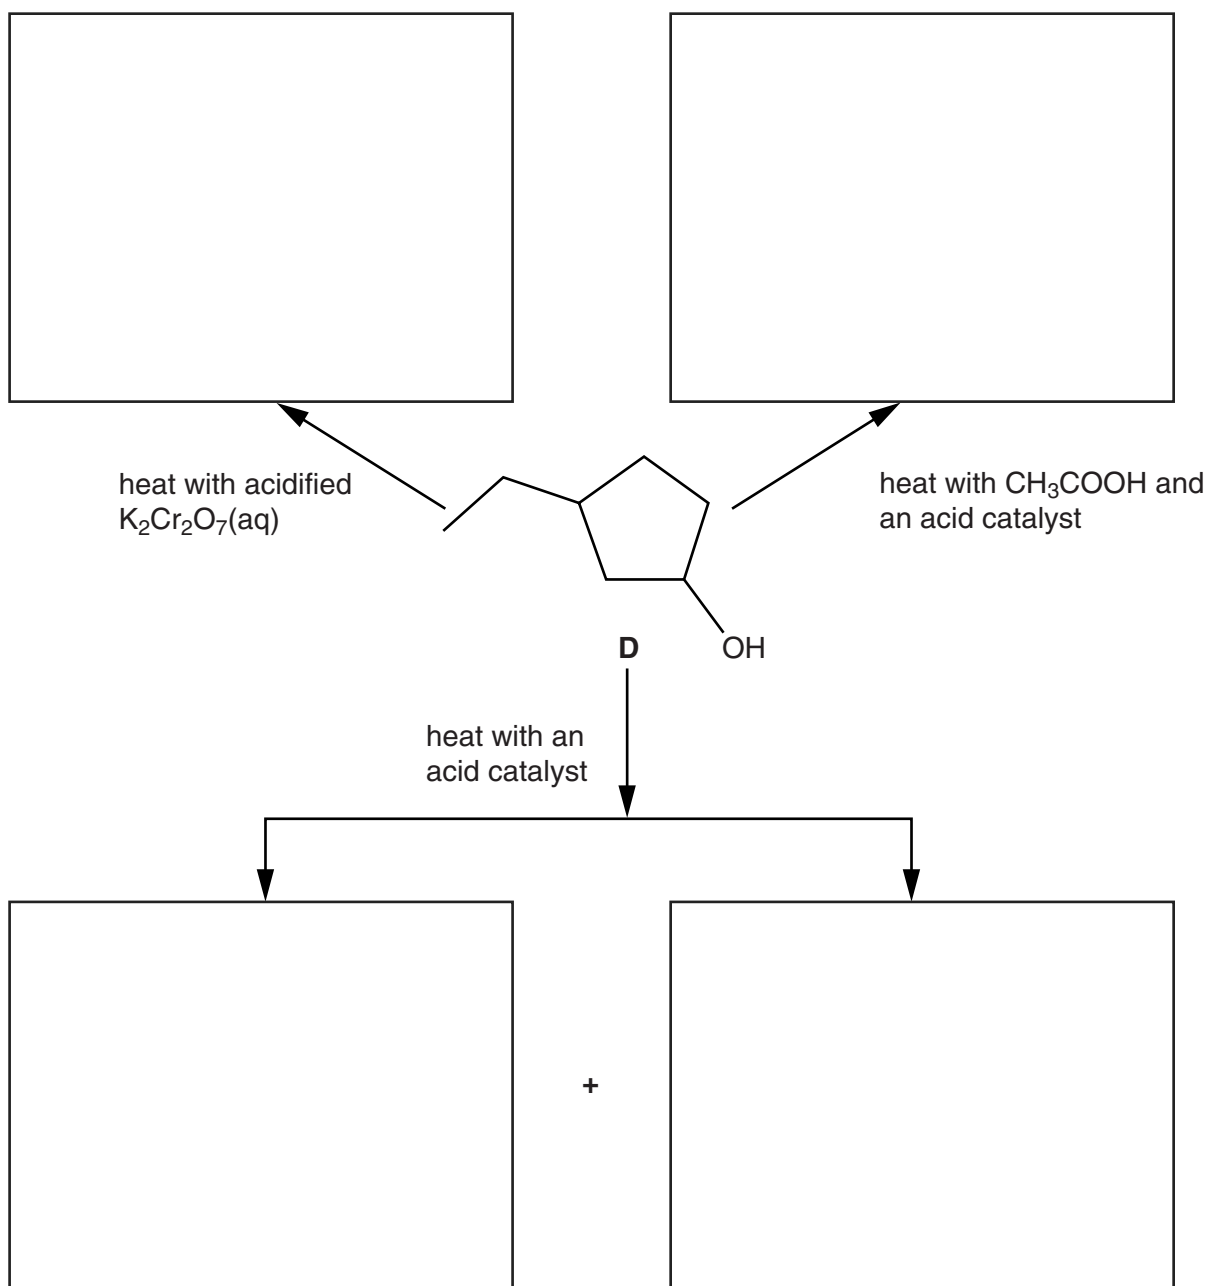 heat with acidified
K₂Cr₂O₇(aq)
heat with CH₃COOH and
an acid catalyst
D
OH
heat with an
acid catalyst
+